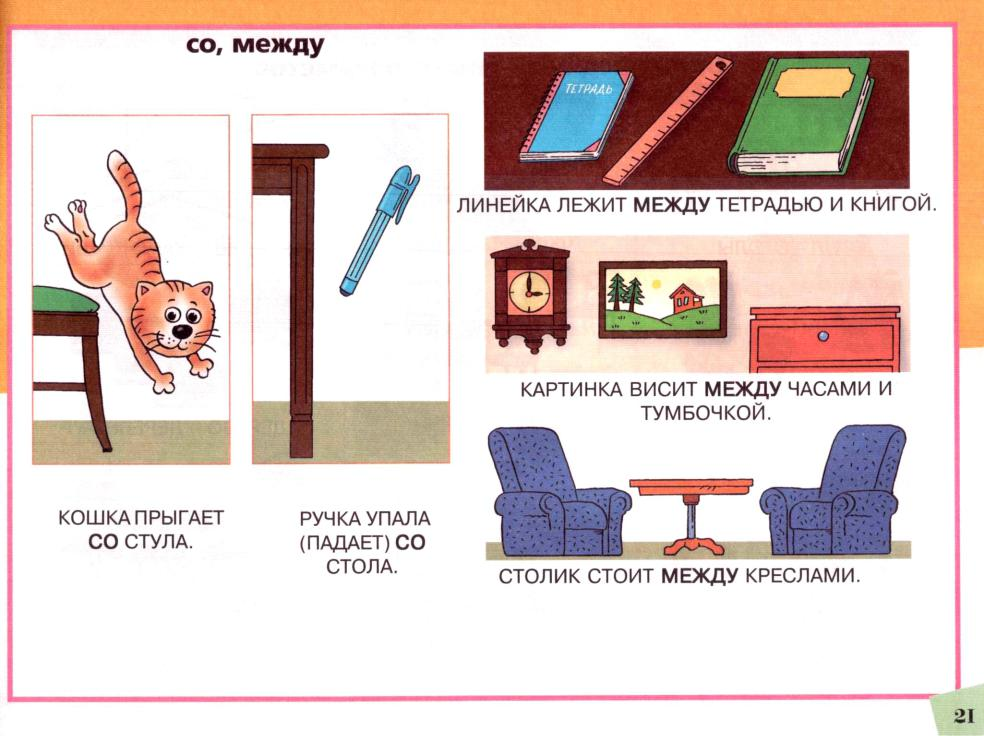 со, между
КОШКА ПРЫГАЕТ
СО СТУЛА.
РУЧКА УПАЛА
(ПАДАЕТ) СО
СТОЛА.
ТЕТРАДЬ
ЛИНЕЙКА ЛЕЖИТ МЕЖДУ ТЕТРАДЬЮ И КНИГОЙ.
КАРТИНКА ВИСИТ МЕЖДУ ЧАСАМИ И
ТУМБОЧКОЙ.
СТОЛИК СТОИТ МЕЖДУ КРЕСЛАМИ.
21